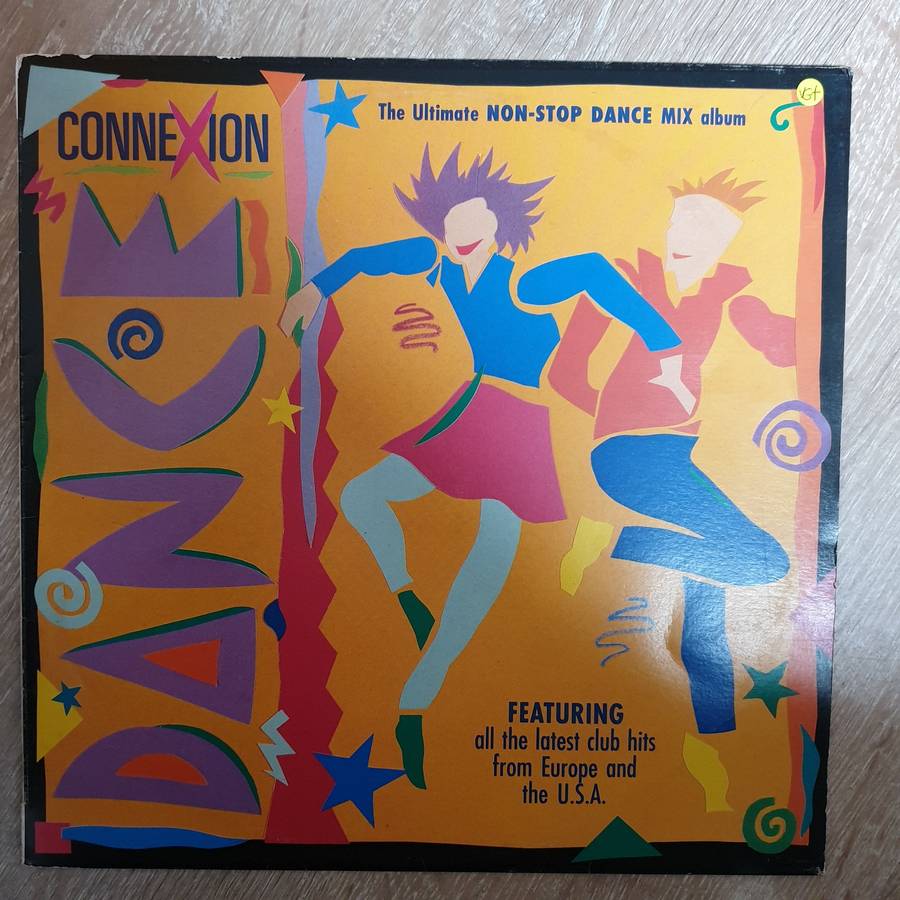 CONNEXION
DANCE
The Ultimate NON-STOP DANCE MIX album
VG+
FEATURING
all the latest club hits
from Europe and
the U.S.A.